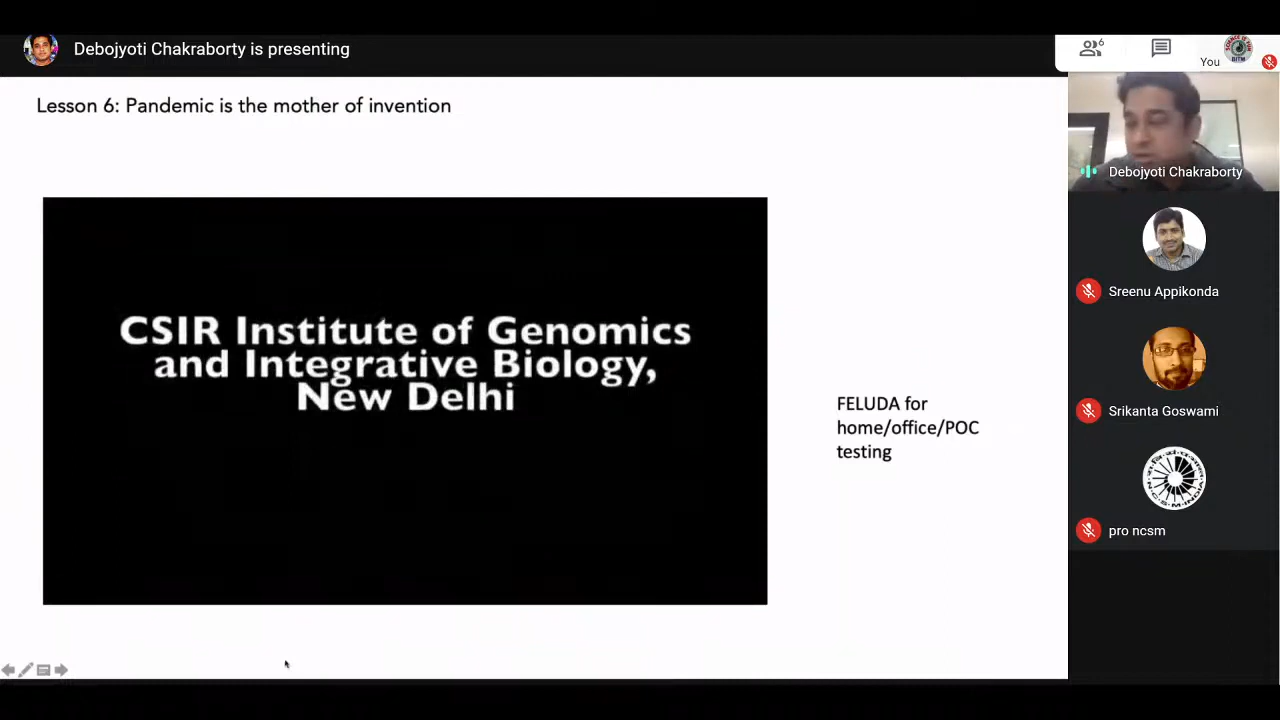 Debojyoti Chakraborty is presenting
6
You
Lesson 6: Pandemic is the mother of invention
CSIR Institute of Genomics
and Integrative Biology,
New Delhi
FELUDA for
home/office/POC
testing
Debojyoti Chakraborty
Sreenu Appikonda
Srikanta Goswami
pro ncsm